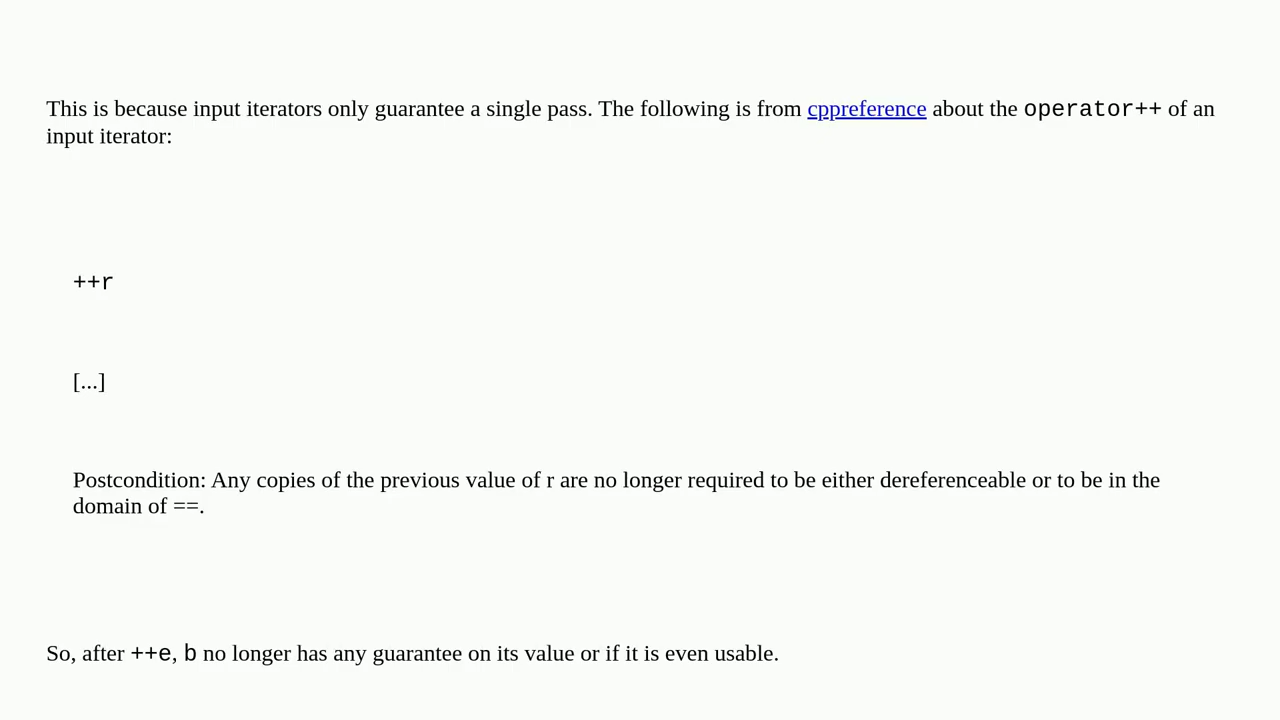 This is because input iterators only guarantee a single pass. The following is from cppreference about the operator++ of an
input iterator:
++r
[...]
Postcondition: Any copies of the previous value of r are no longer required to be either dereferenceable or to be in the
domain of ==.
So, after ++e, b no longer has any guarantee on its value or if it is even usable.